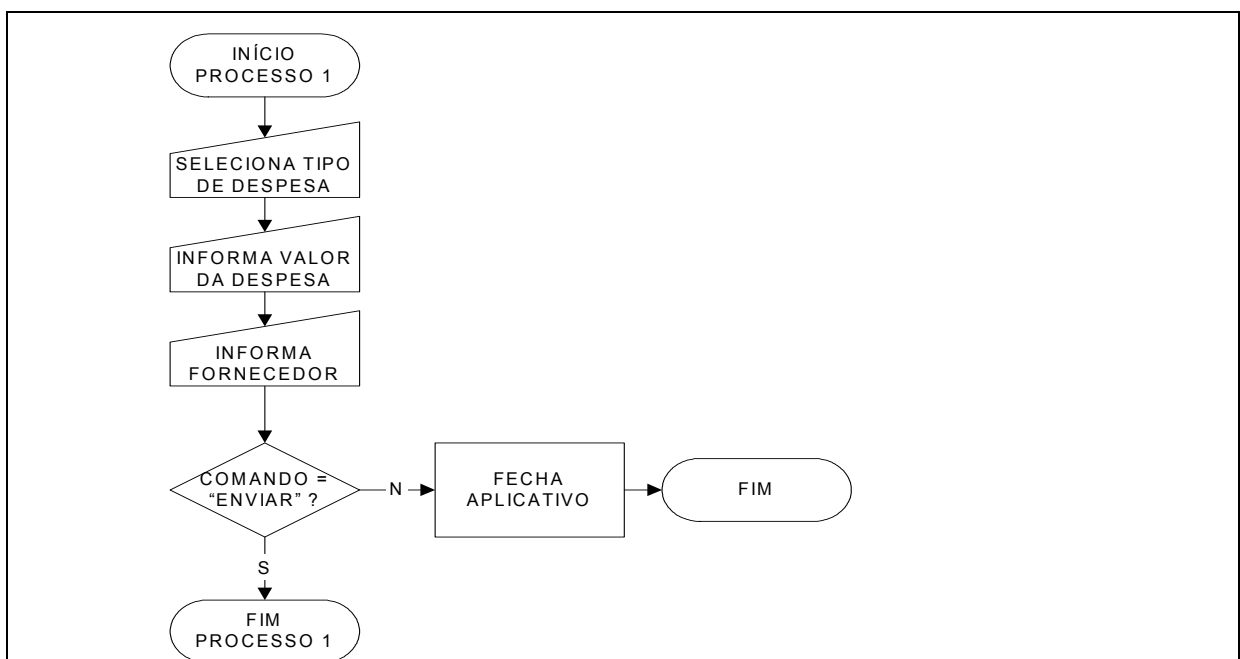 INÍCIO
PROCESSO 1
SELECIONA TIPO
DE DESPESA
INFORMA VALOR
DA DESPESA
INFORMA
FORNECEDOR
COMANDO =
“ENVIAR” ?
N
FECHA
APLICATIVO
FIM
S
FIM
PROCESSO 1